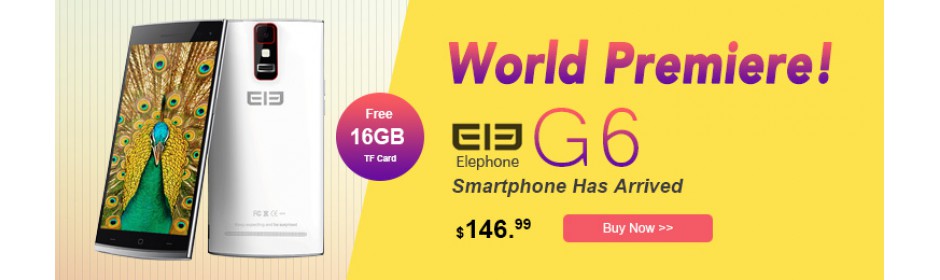 World Premiere!
Free
16GB
TF Card
Elephone
G6
Smartphone Has Arrived
$146.99
Buy Now >>